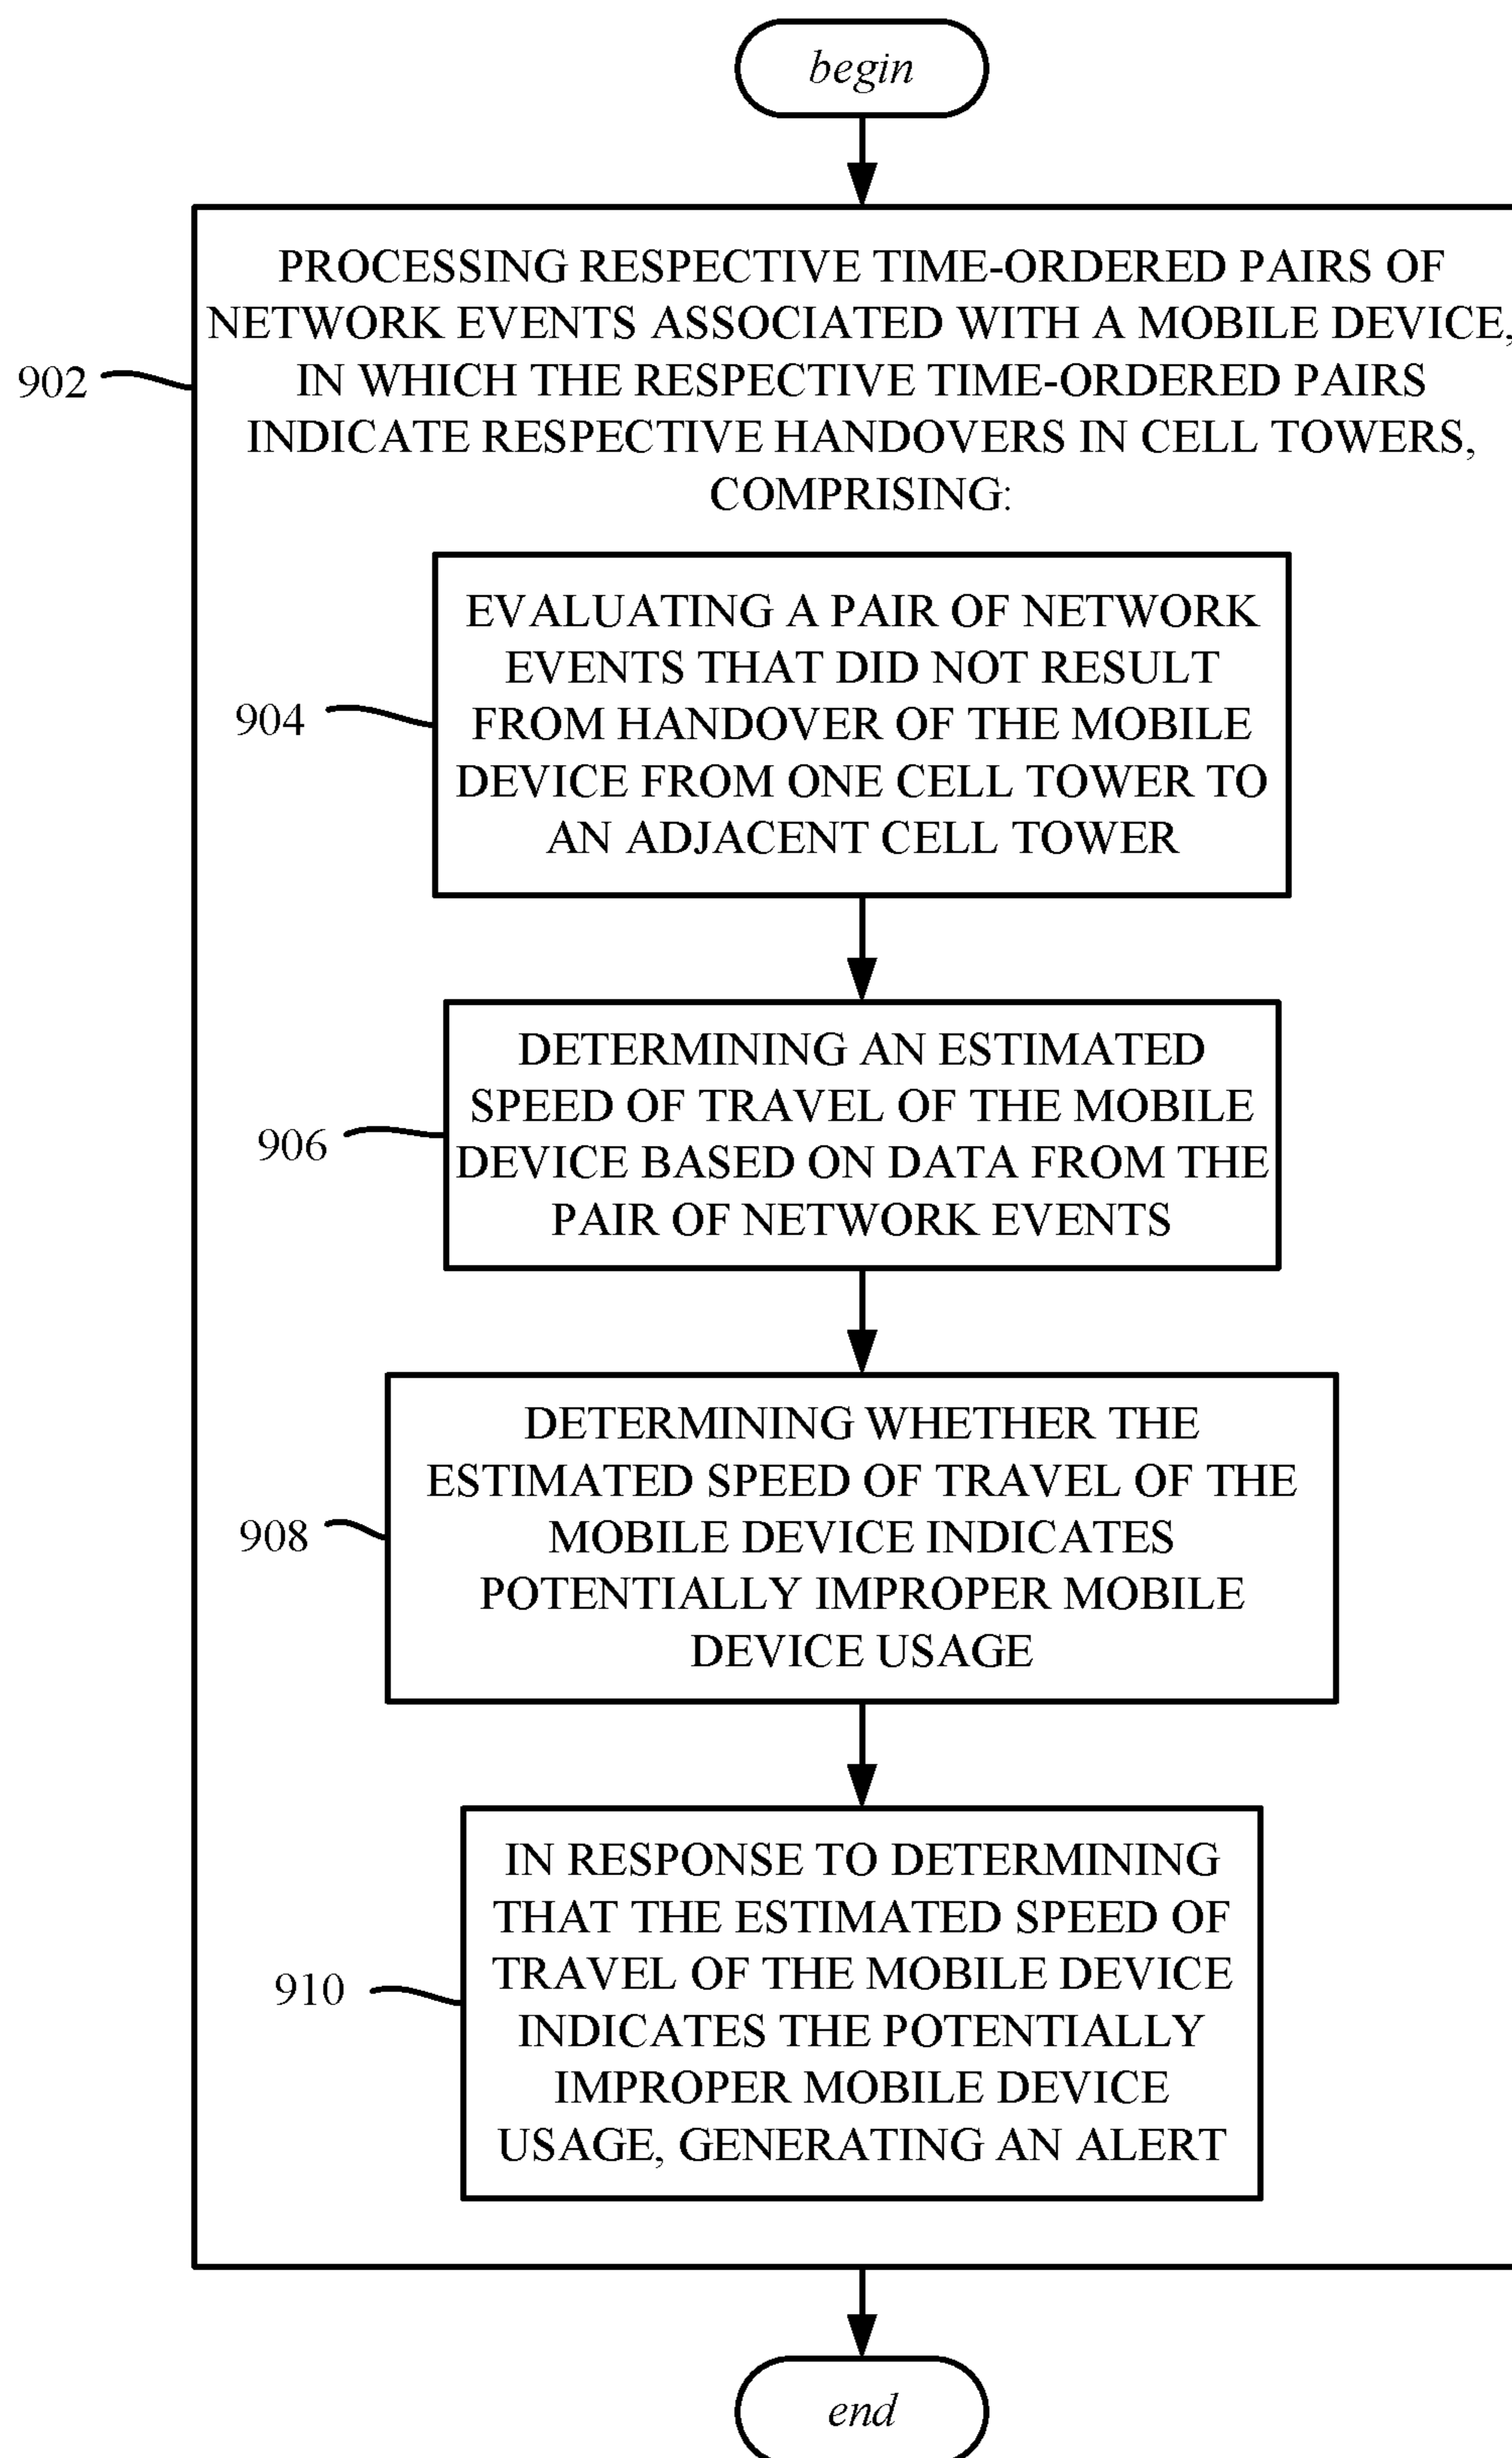 begin
PROCESSING RESPECTIVE TIME-ORDERED PAIRS OF
NETWORK EVENTS ASSOCIATED WITH A MOBILE DEVICE,
IN WHICH THE RESPECTIVE TIME-ORDERED PAIRS
INDICATE RESPECTIVE HANDOVERS IN CELL TOWERS,
COMPRISING:
902
EVALUATING A PAIR OF NETWORK
EVENTS THAT DID NOT RESULT
FROM HANDOVER OF THE MOBILE
DEVICE FROM ONE CELL TOWER TO
AN ADJACENT CELL TOWER
904
DETERMINING AN ESTIMATED
SPEED OF TRAVEL OF THE MOBILE
DEVICE BASED ON DATA FROM THE
PAIR OF NETWORK EVENTS
906
DETERMINING WHETHER THE
ESTIMATED SPEED OF TRAVEL OF THE
MOBILE DEVICE INDICATES
POTENTIALLY IMPROPER MOBILE
DEVICE USAGE
908
IN RESPONSE TO DETERMINING
THAT THE ESTIMATED SPEED OF
TRAVEL OF THE MOBILE DEVICE
INDICATES THE POTENTIALLY
IMPROPER MOBILE DEVICE
USAGE, GENERATING AN ALERT
910
end